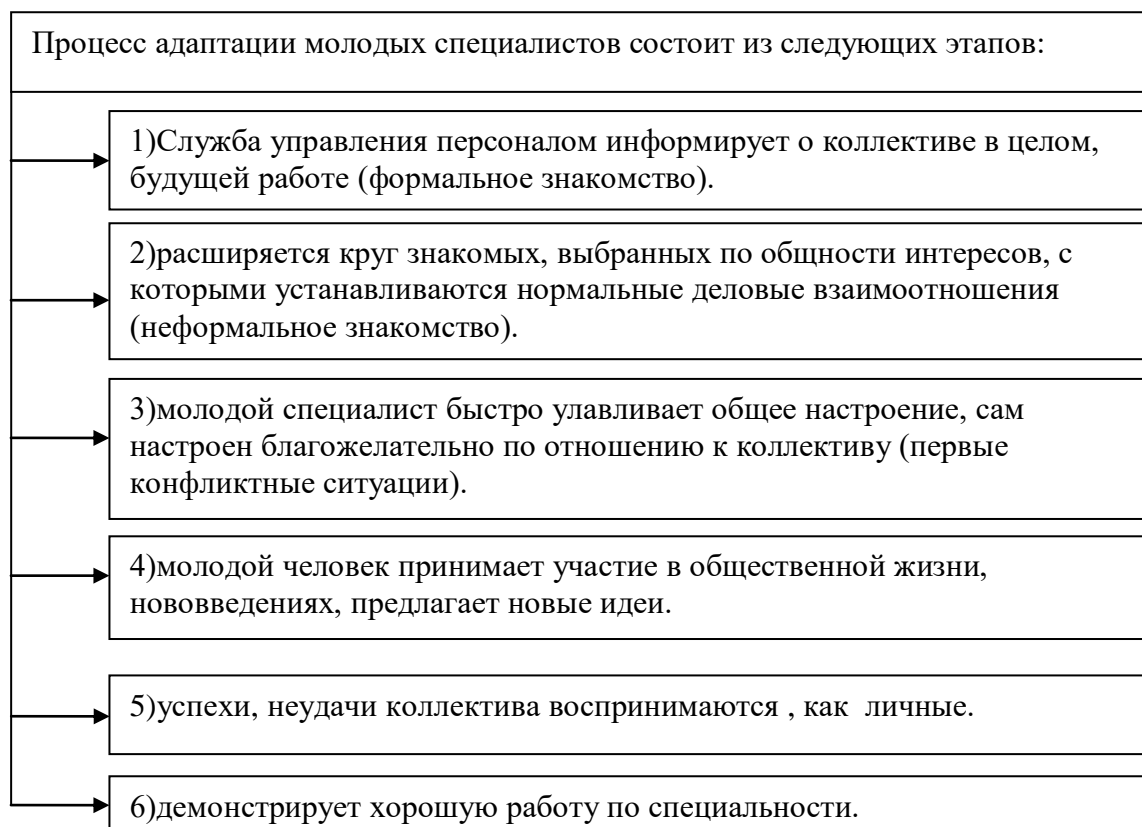 Процесс адаптации молодых специалистов состоит из следующих этапов:
1)Служба управления персоналом информирует о коллективе в целом,
будущей работе (формальное знакомство).
2)расширяется круг знакомых, выбранных по общности интересов, с
которыми устанавливаются нормальные деловые взаимоотношения
(неформальное знакомство).
3)молодой специалист быстро улавливает общее настроение, сам
настроен благожелательно по отношению к коллективу (первые
конфликтные ситуации).
4)молодой человек принимает участие в общественной жизни,
нововведениях, предлагает новые идеи.
5)успехи, неудачи коллектива воспринимаются , как  личные.
6)демонстрирует хорошую работу по специальности.